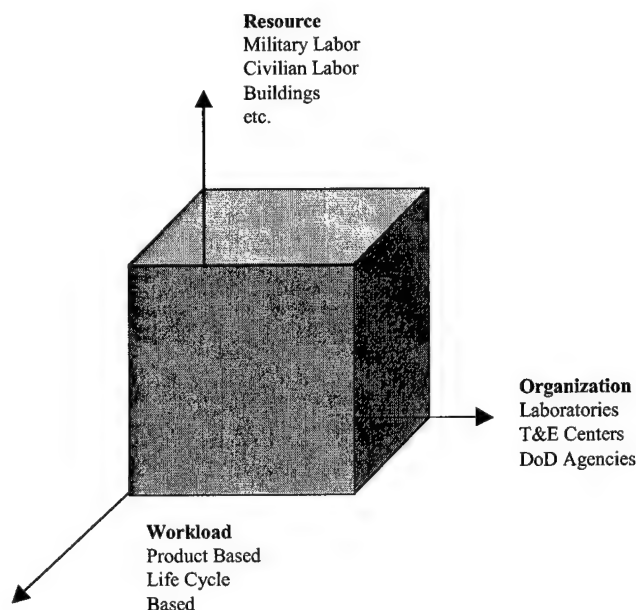 Resource
Military Labor
Civilian Labor
Buildings
etc.
Organization
Laboratories
T&E Centers
DoD Agencies
Workload
Product Based
Life Cycle
Based